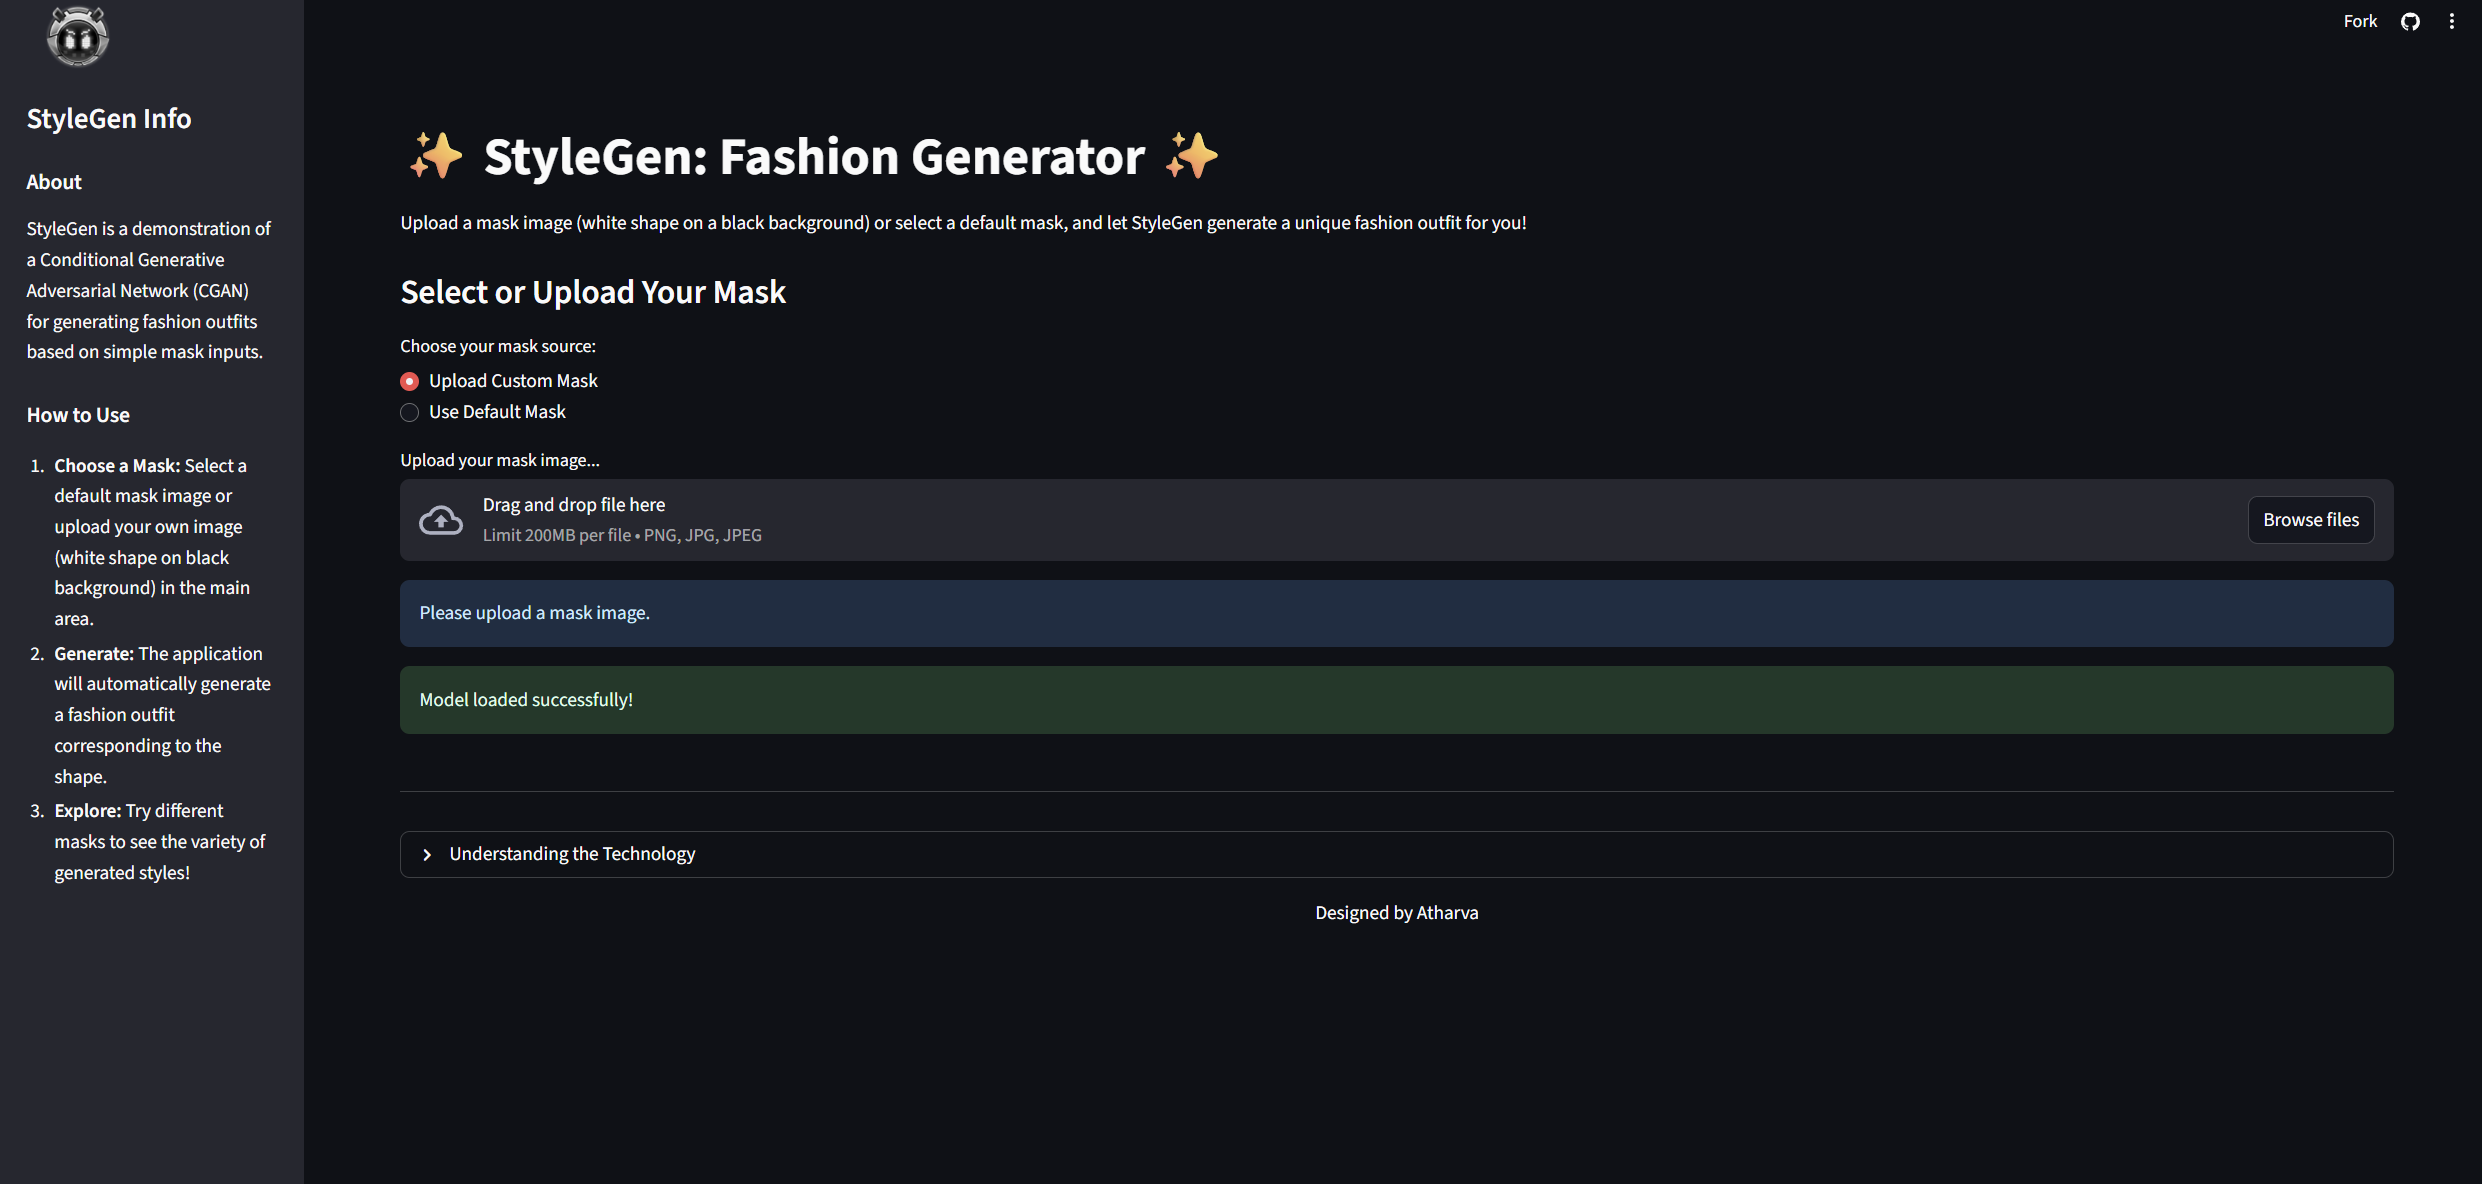 Fork
StyleGen Info
About
StyleGen is a demonstration of
a Conditional Generative
Adversarial Network (CGAN)
for generating fashion outfits
based on simple mask inputs.
How to Use
1. Choose a Mask: Select a
default mask image or
upload your own image
(white shape on black
background) in the main
area.
2. Generate: The application
will automatically generate
a fashion outfit
corresponding to the
shape.
3. Explore: Try different
masks to see the variety of
generated styles!
✨ StyleGen: Fashion Generator ✨
Upload a mask image (white shape on a black background) or select a default mask, and let StyleGen generate a unique fashion outfit for you!
Select or Upload Your Mask
Choose your mask source:
Upload Custom Mask
Use Default Mask
Upload your mask image...
Drag and drop file here
Limit 200MB per file • PNG, JPG, JPEG
Browse files
Please upload a mask image.
Model loaded successfully!
Understanding the Technology
Designed by Atharva